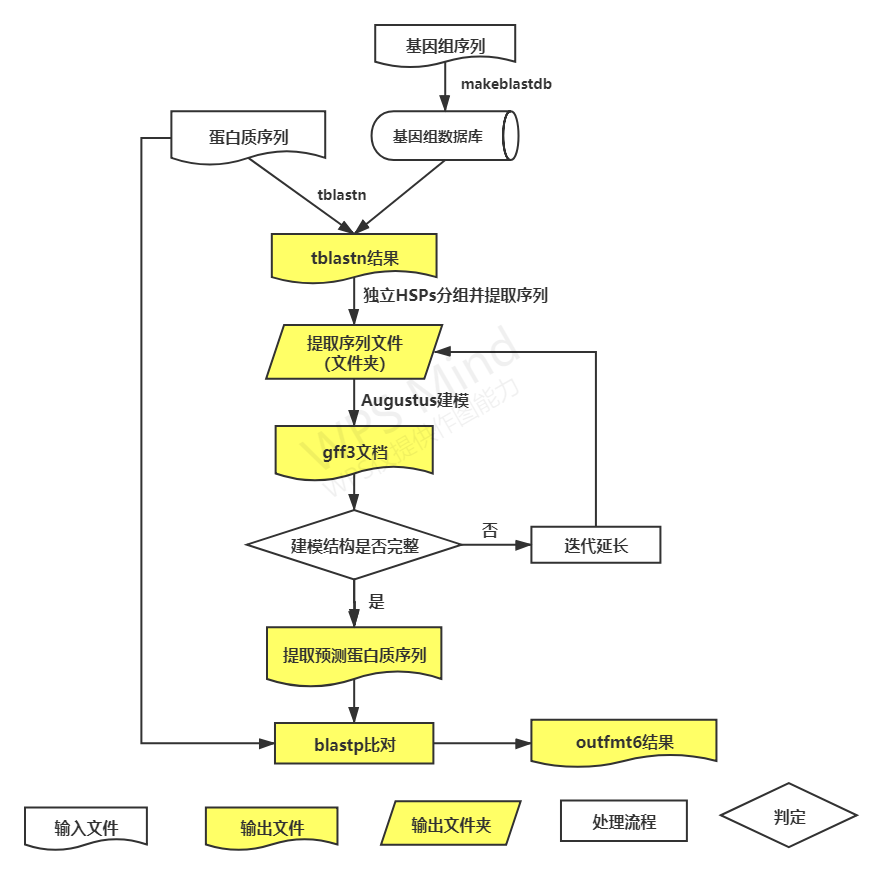 基因组序列
makeblastdb
蛋白质序列
基因组数据库
tblastn
tblastn结果
独立HSPs分组并提取序列
提取序列文件
(文件夹)
Augustus建模
gff3文档
建模结构是否完整
否
迭代延长
是
提取预测蛋白质序列
blastp比对
outfmt6结果
输入文件
输出文件
输出文件夹
处理流程
判定
WPS Mind